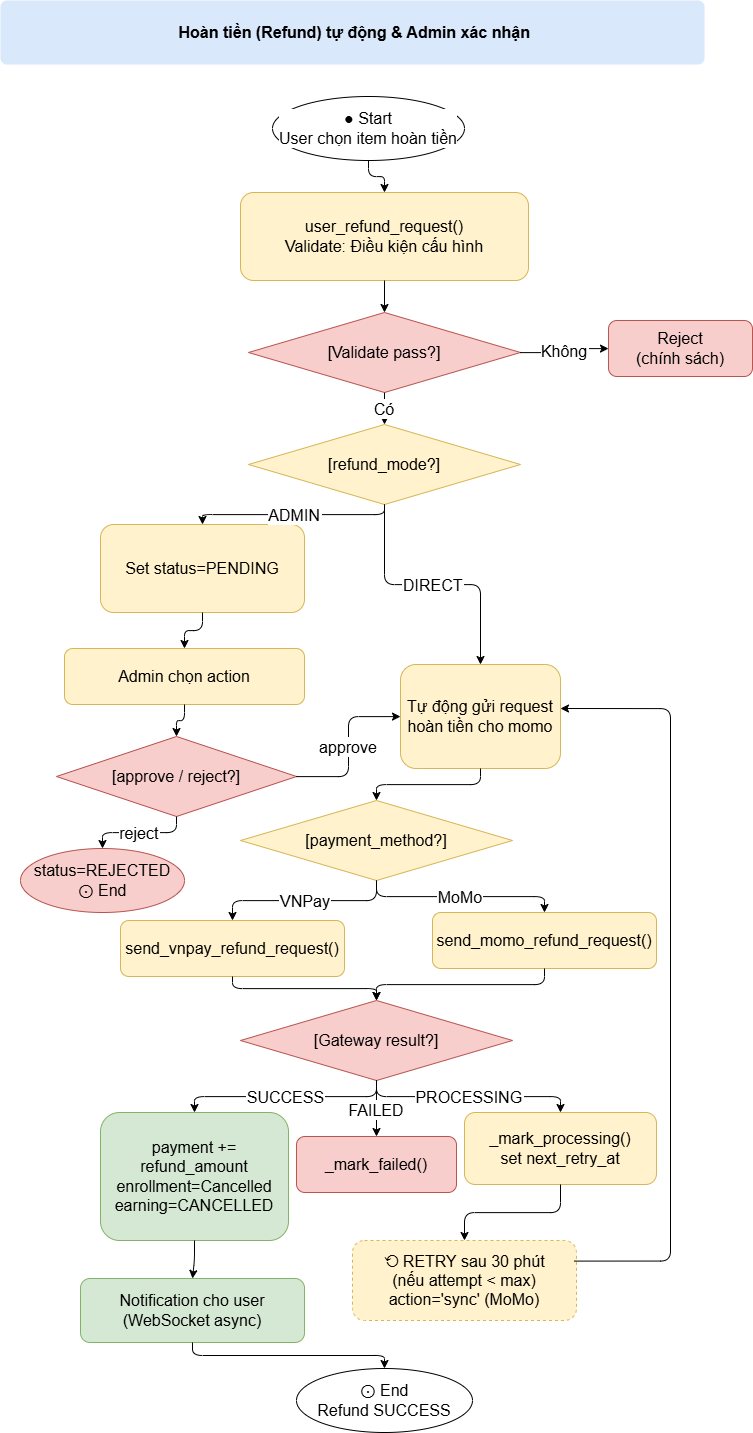 Hoàn tiền (Refund) tự động & Admin xác nhận
● Start
User chọn item hoàn tiền
user_refund_request()
Validate: Điều kiện cấu hình
[Validate pass?]
Không
Reject
(chính sách)
Có
[refund_mode?]
ADMIN
Set status=PENDING
DIRECT
Admin chọn action
Tự động gửi request
hoàn tiền cho momo
approve
[approve / reject?]
reject
status=REJECTED
⊙ End
[payment_method?]
VNPay
MoMo
send_vnpay_refund_request()
send_momo_refund_request()
[Gateway result?]
SUCCESS
FAILED
PROCESSING
payment +=
refund_amount
enrollment=Cancelled
earning=CANCELLED
_mark_failed()
_mark_processing()
set next_retry_at
⟲ RETRY sau 30 phút
(nếu attempt < max)
action='sync' (MoMo)
Notification cho user
(WebSocket async)
⊙ End
Refund SUCCESS